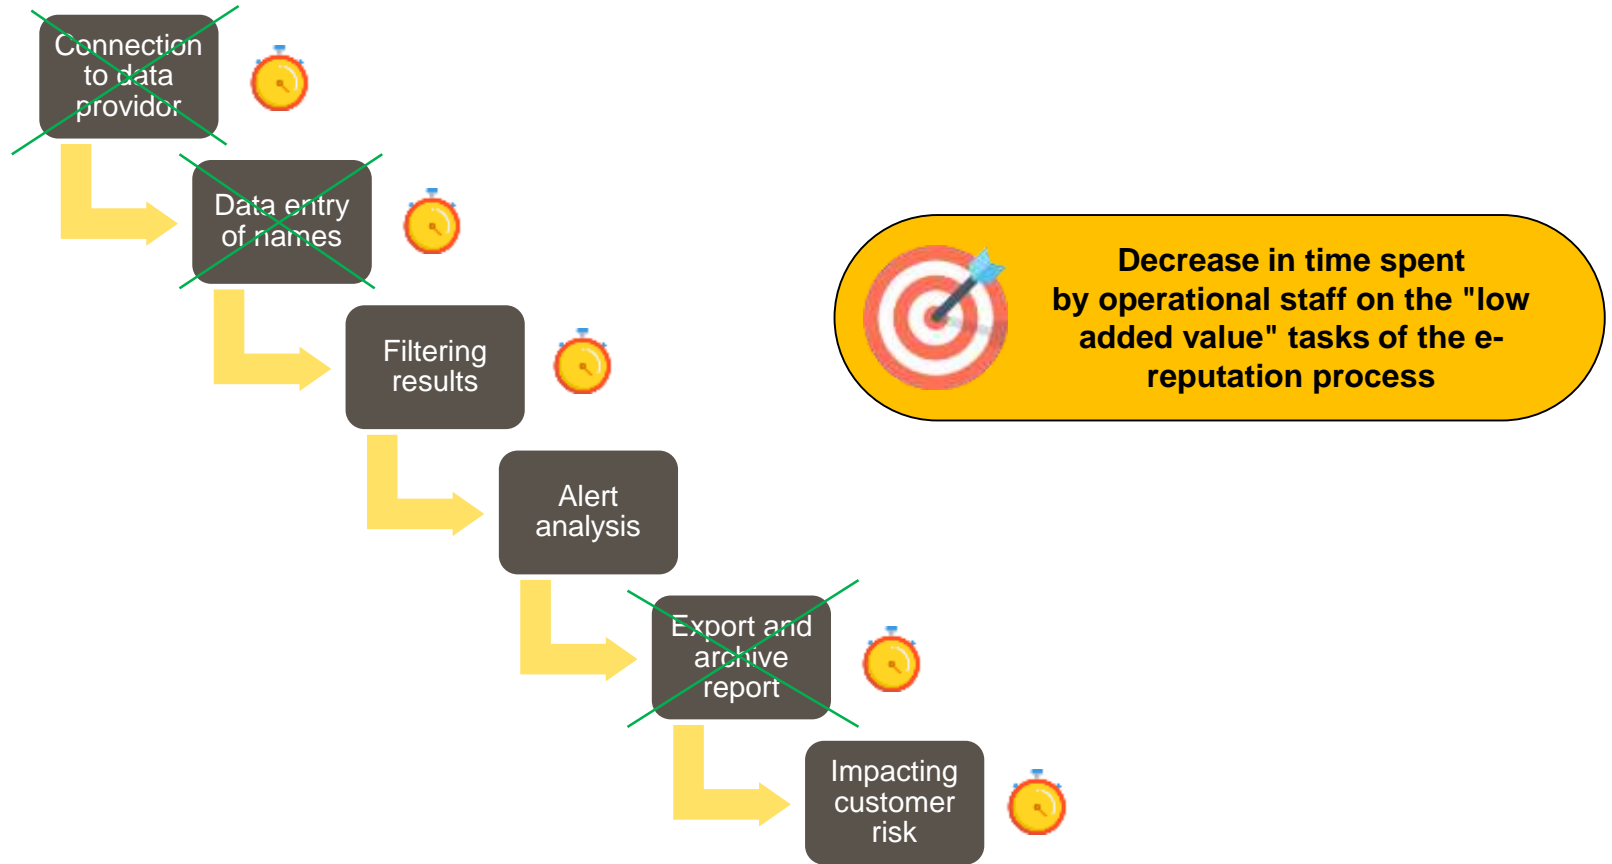 Connection
to data
providor
Data entry
of names
Decrease in time spent
by operational staff on the "low
added value" tasks of the e-
reputation process
Filtering
results
Alert
analysis
Export and
archive
report
Impacting
customer
risk